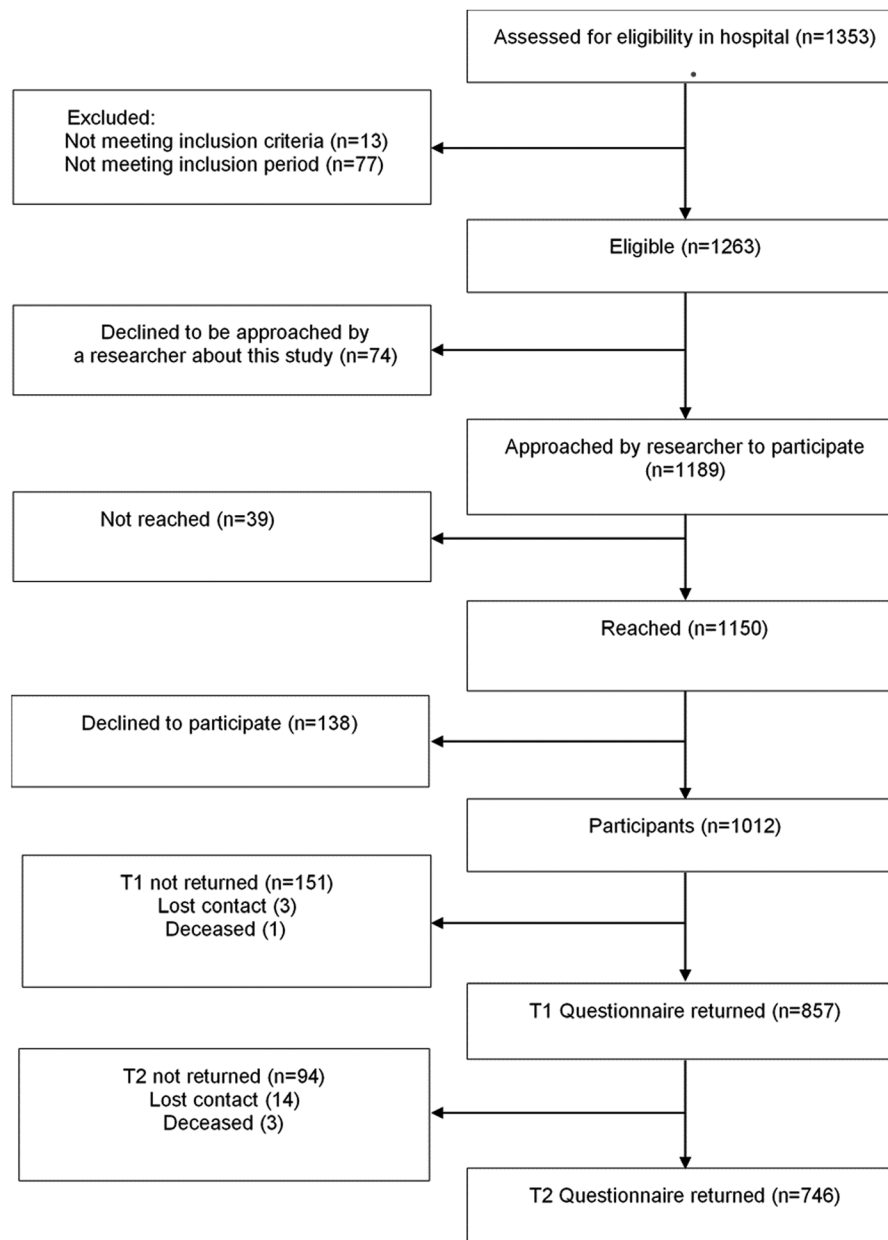 Assessed for eligibility in hospital (n=1353)
Excluded:
Not meeting inclusion criteria (n=13)
Not meeting inclusion period (n=77)
Eligible (n=1263)
Declined to be approached by
a researcher about this study (n=74)
Approached by researcher to participate
(n=1189)
Not reached (n=39)
Reached (n=1150)
Declined to participate (n=138)
Participants (n=1012)
T1 not returned (n=151)
Lost contact (3)
Deceased (1)
T1 Questionnaire returned (n=857)
T2 not returned (n=94)
Lost contact (14)
Deceased (3)
T2 Questionnaire returned (n=746)